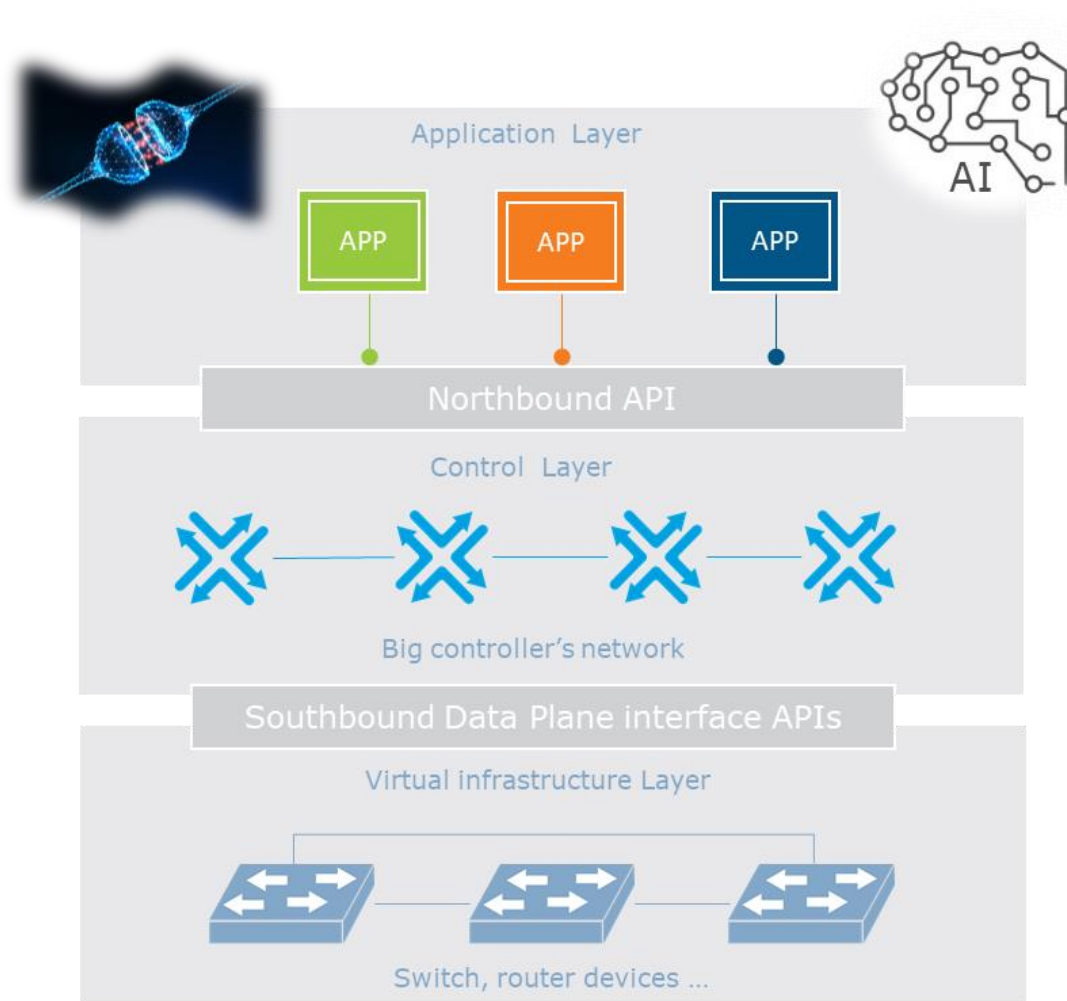 Application Layer
AI
APP
APP
APP
Northbound API
Control Layer
Big controller’s network
Southbound Data Plane interface APIs
Virtual infrastructure Layer
Switch, router devices ...